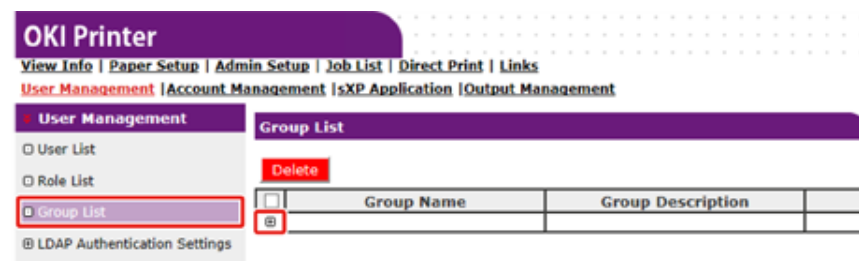 OKI Printer
View Info | Paper Setup | Admin Setup | Job List | Direct Print | Links
User Management |Account Management |sXP Application |Output Management
User Management
Group List
User List
Delete
Role List
Group Name Group Description
Group List
LDAP Authentication Settings